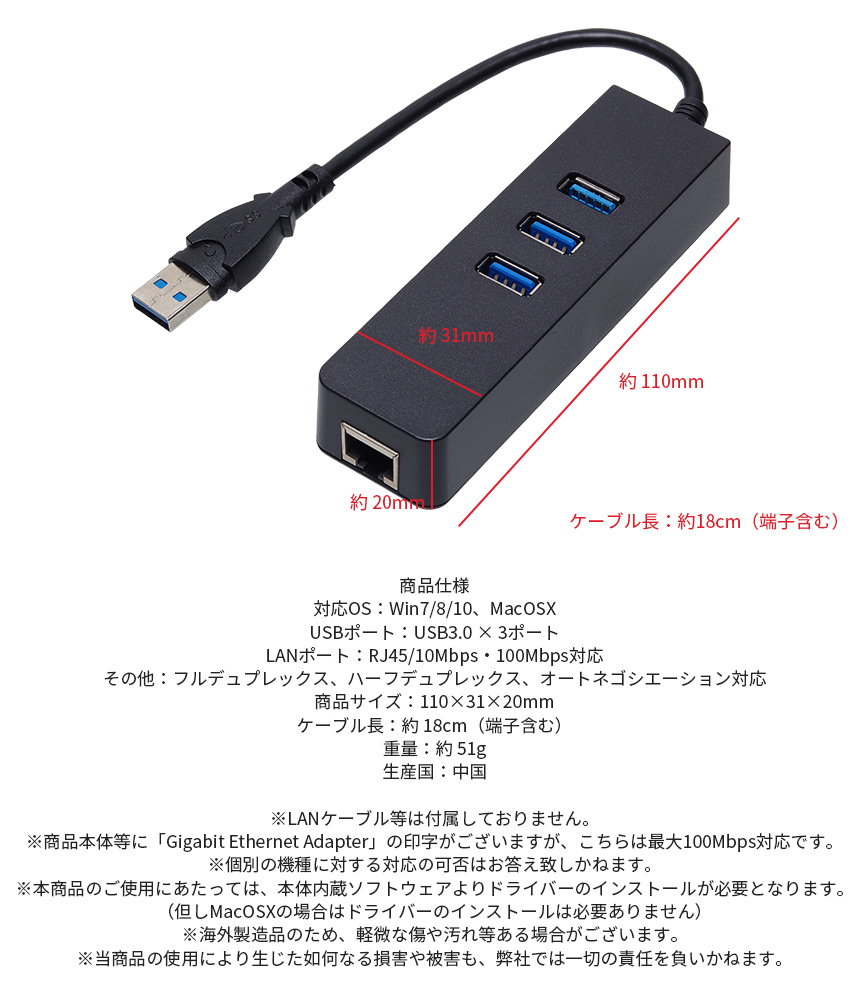 約 31mm
約 110mm
約 20mm
ケーブル長：約18cm（端子含む）
商品仕様
対応OS：Win7/8/10、MacOSX
USBポート：USB3.0 × 3ポート
LANポート：RJ45/10Mbps・100Mbps対応
その他：フルデュプレックス、ハーフデュプレックス、オートネゴシエーション対応
商品サイズ：110×31×20mm
ケーブル長：約 18cm（端子含む）
重量：約 51g
生産国：中国
※LANケーブル等は付属しておりません。
※商品本体等に「Gigabit Ethernet Adapter」の印字がございますが、こちらは最大100Mbps対応です。
※個別の機種に対する対応の可否はお答え致しかねます。
※本商品のご使用にあたっては、本体内蔵ソフトウェアよりドライバーのインストールが必要となります。
（但しMacOSXの場合はドライバーのインストールは必要ありません）
※海外製造品のため、軽微な傷や汚れ等ある場合がございます。
※当商品の使用により生じた如何なる損害や被害も、弊社では一切の責任を負いかねます。